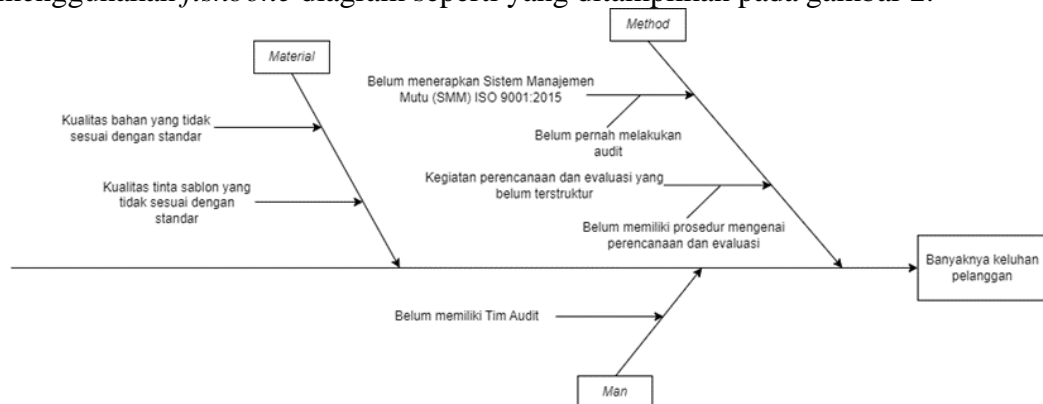 menggunakan fishbone diagram seperti yang ditampilkan pada gambar 2.
Method
Material
Belum menerapkan Sistem Manajemen
Mutu (SMM) ISO 9001:2015
Kualitas bahan yang tidak
sesuai dengan standar
Belum pernah melakukan
audit
Kegiatan perencanaan dan evaluasi yang
belum terstruktur
Kualitas tinta sablon yang
tidak sesuai dengan
standar
Belum memiliki prosedur mengenai
perencanaan dan evaluasi
Banyaknya keluhan
pelanggan
Belum memiliki Tim Audit
Man